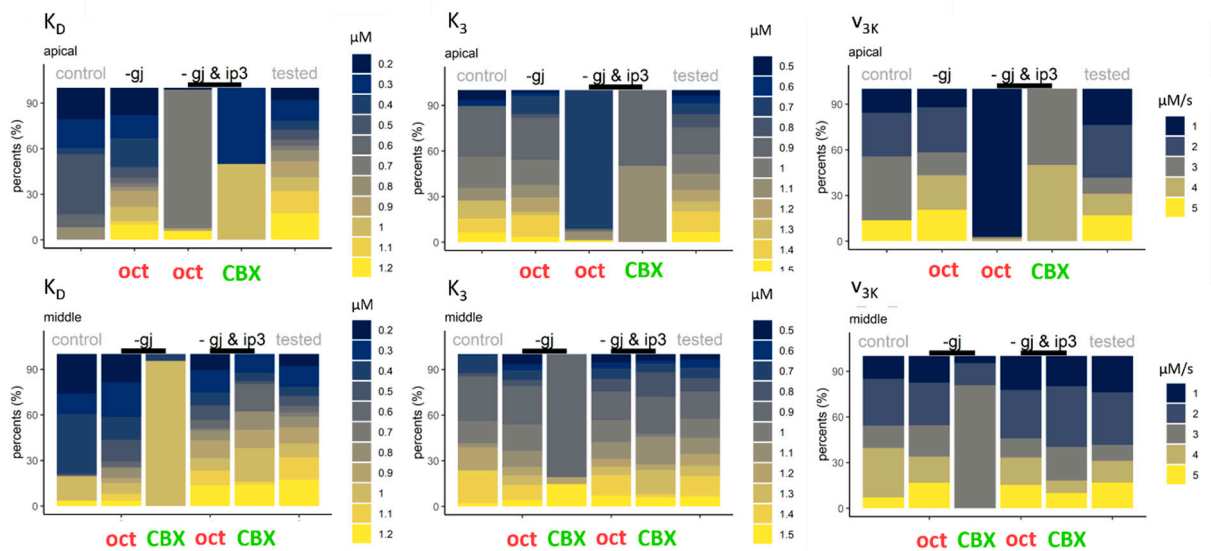 K_D
apical
control -gj - gj & ip3 tested
percents (%)
90
60
30
0
oct oct CBX
µM
0.2
0.3
0.4
0.5
0.6
0.7
0.8
0.9
1
1.1
1.2
K_3
apical
control -gj - gj & ip3 tested
percents (%)
90
60
30
0
oct oct CBX
µM
0.5
0.6
0.7
0.8
0.9
1
1.1
1.2
1.3
1.4
1.5
v_3K
apical
control -gj - gj & ip3 tested
percents (%)
90
60
30
0
oct oct CBX
µM/s
1
2
3
4
5
K_D
middle
control -gj - gj & ip3 tested
percents (%)
90
60
30
0
oct CBX oct CBX
µM
0.2
0.3
0.4
0.5
0.6
0.7
0.8
0.9
1
1.1
1.2
K_3
middle
control -gj - gj & ip3 tested
percents (%)
90
60
30
0
oct CBX oct CBX
µM
0.5
0.6
0.7
0.8
0.9
1
1.1
1.2
1.3
1.4
1.5
v_3K
middle
control -gj - gj & ip3 tested
percents (%)
90
60
30
0
oct CBX oct CBX
µM/s
1
2
3
4
5